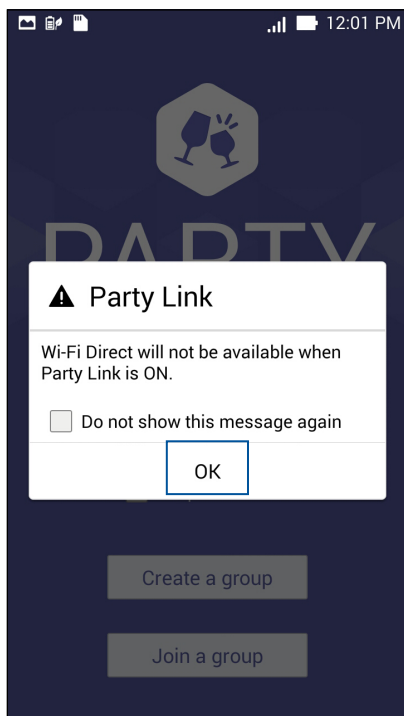 12:01 PM
PARTY
Party Link
Wi-Fi Direct will not be available when
Party Link is ON.
Do not show this message again
OK
Create a group
Join a group